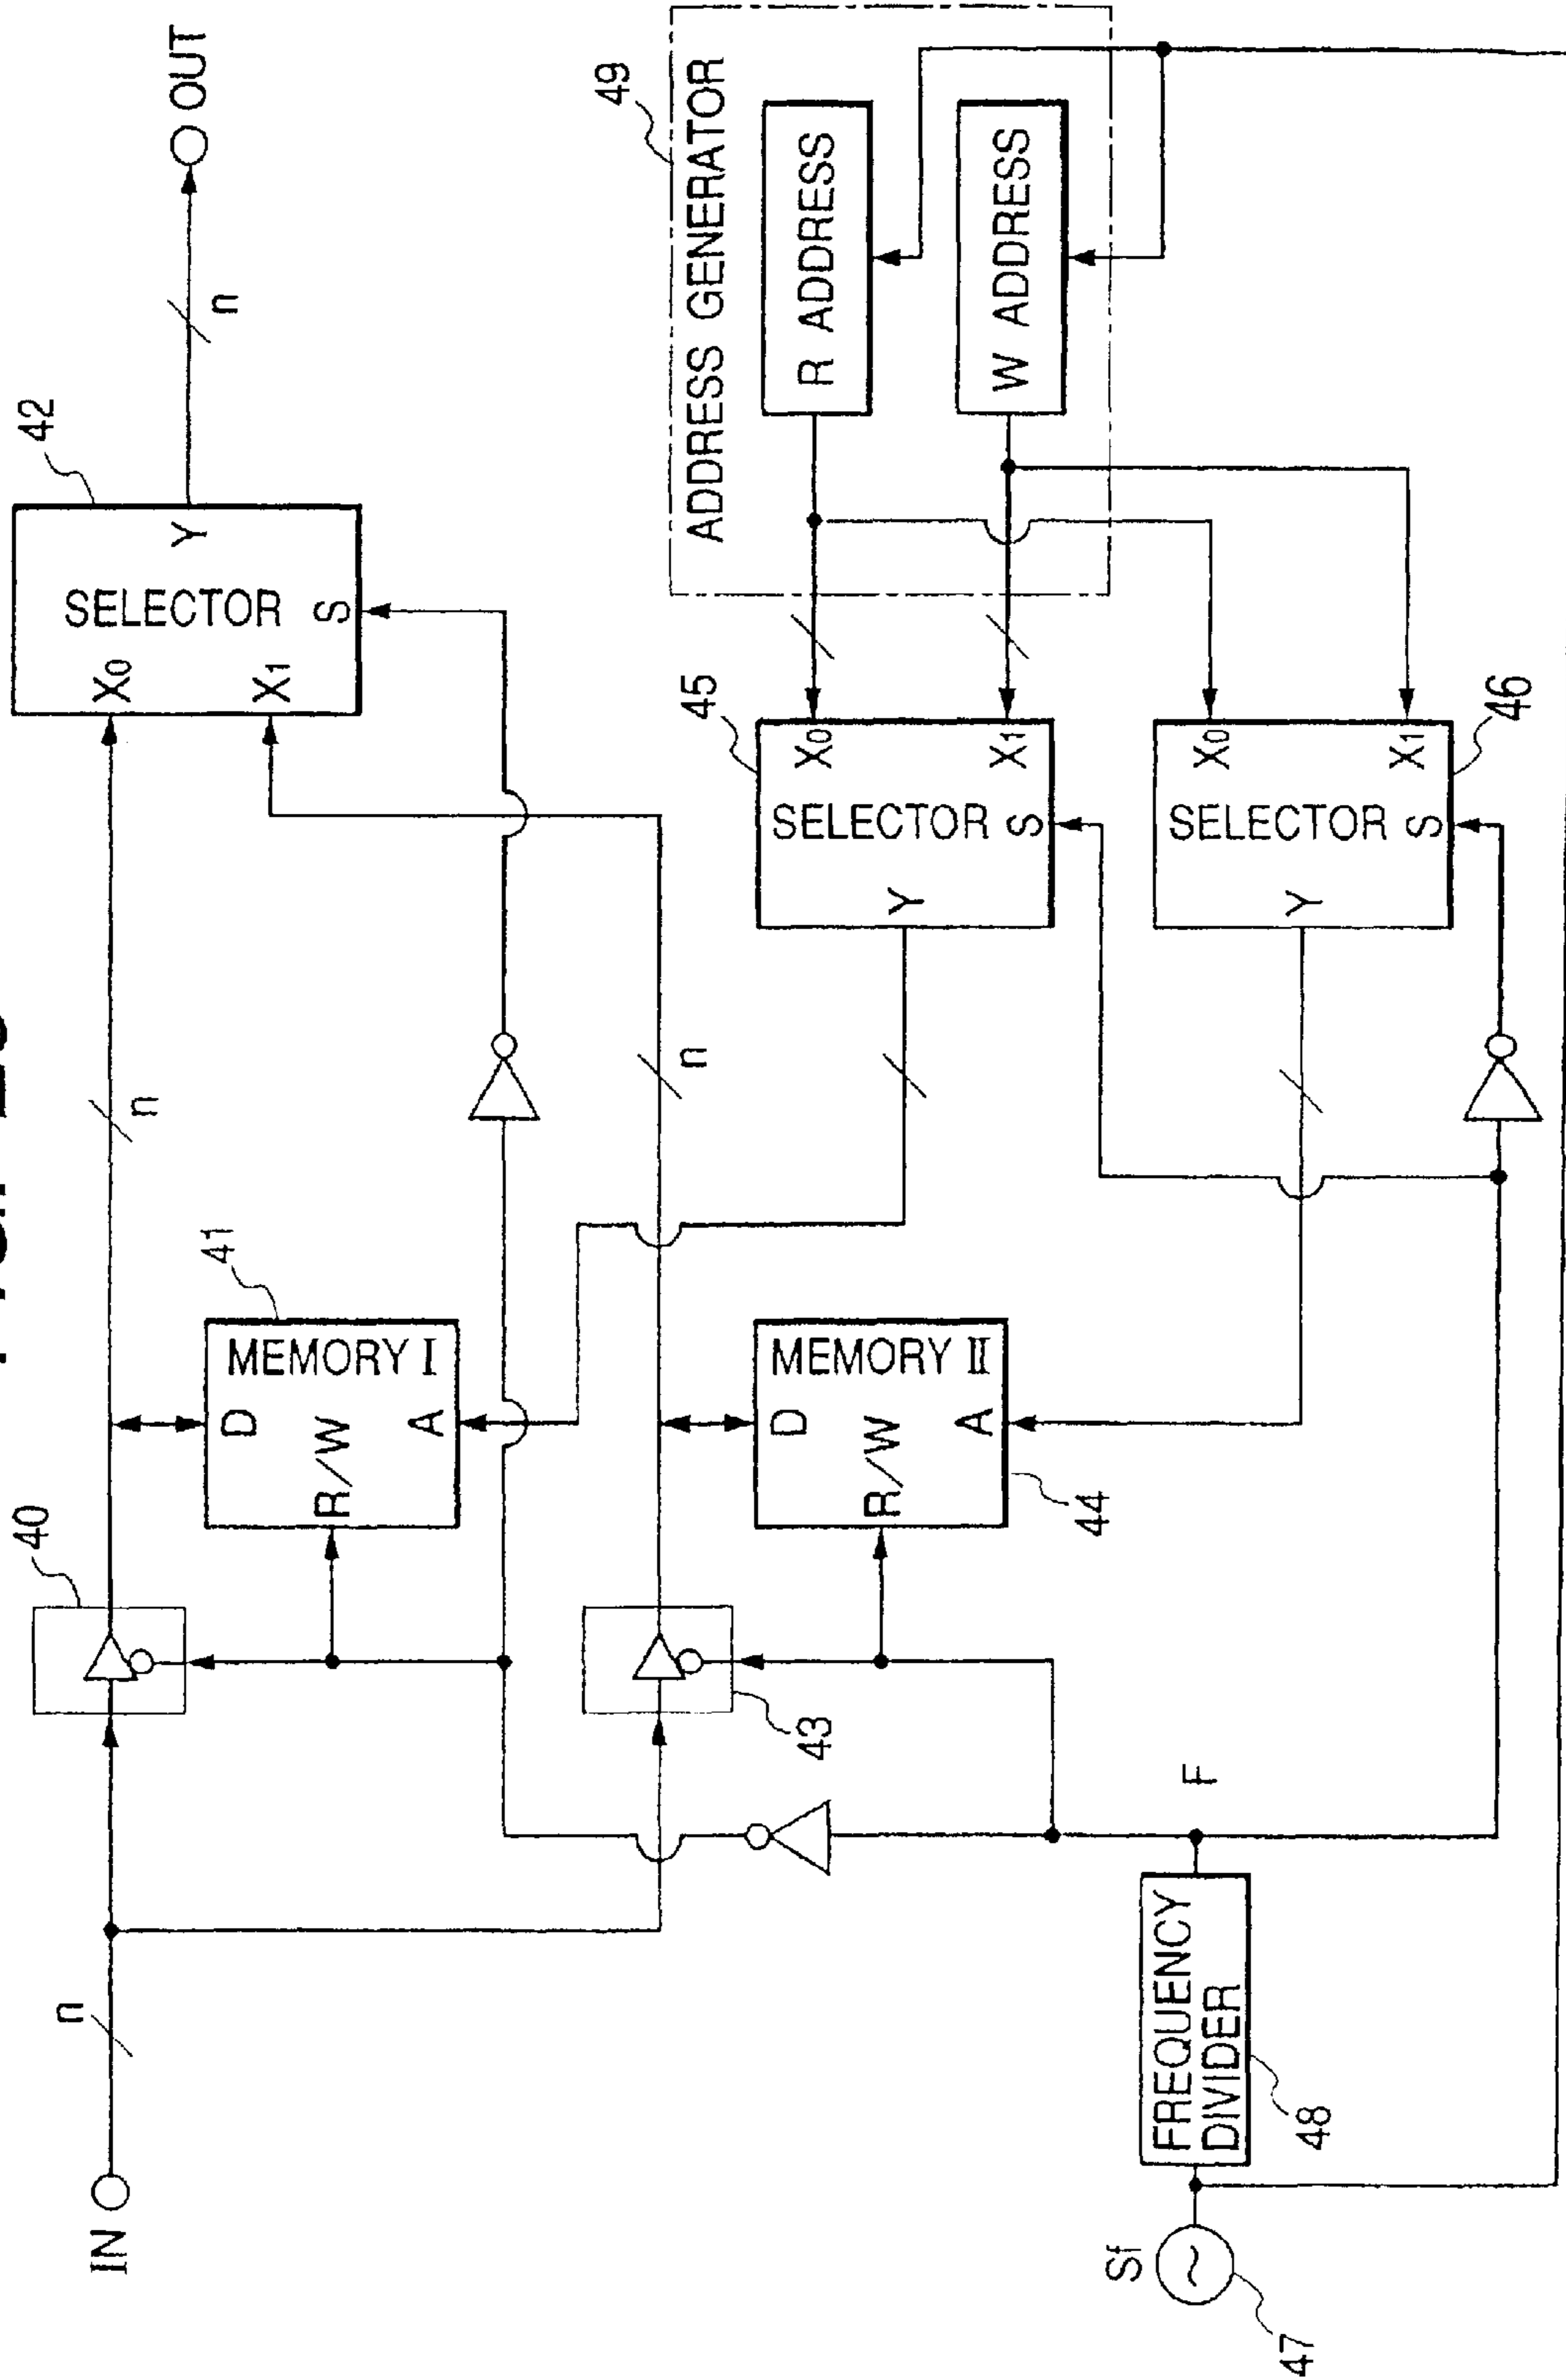 IN
n
40
n
42
X0
X1
SELECTOR
S
Y
n
OUT
41
MEMORY I
D
R/W
A
43
n
MEMORY II
D
R/W
A
44
45
SELECTOR
X0
X1
S
Y
46
SELECTOR
X0
X1
S
Y
49
ADDRESS GENERATOR
R ADDRESS
W ADDRESS
Sf
~
47
FREQUENCY
DIVIDER
48
F